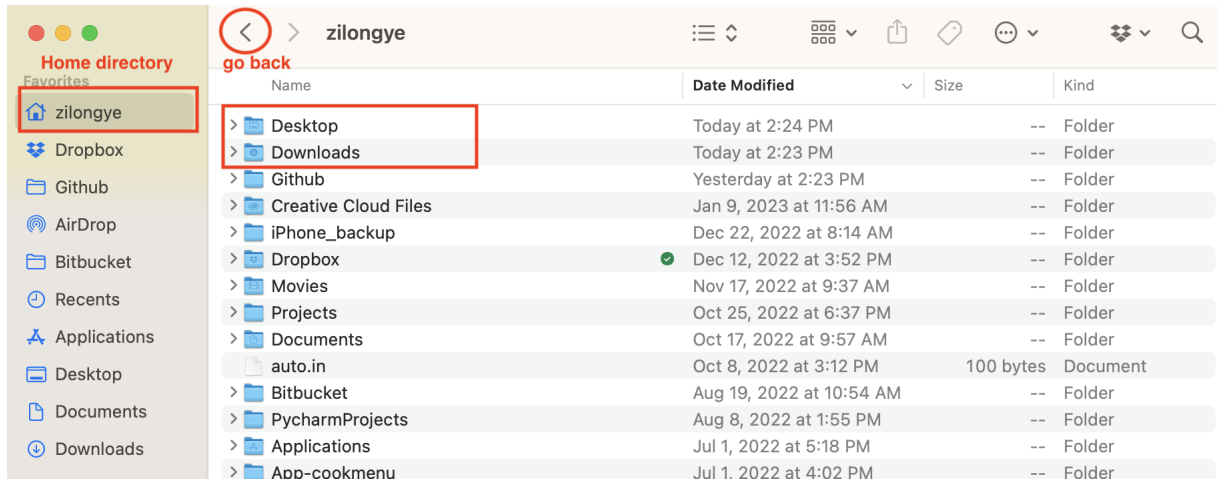 zilongye
Home directory
go back
Favorites
zilongye
Dropbox
Github
AirDrop
Bitbucket
Recents
Applications
Desktop
Documents
Downloads
Name Date Modified Size Kind
Desktop Today at 2:24 PM -- Folder
Downloads Today at 2:23 PM -- Folder
Github Yesterday at 2:23 PM -- Folder
Creative Cloud Files Jan 9, 2023 at 11:56 AM -- Folder
iPhone_backup Dec 22, 2022 at 8:14 AM -- Folder
Dropbox Dec 12, 2022 at 3:52 PM -- Folder
Movies Nov 17, 2022 at 9:37 AM -- Folder
Projects Oct 25, 2022 at 6:37 PM -- Folder
Documents Oct 17, 2022 at 9:57 AM -- Folder
auto.in Oct 8, 2022 at 3:12 PM 100 bytes Document
Bitbucket Aug 19, 2022 at 10:54 AM -- Folder
PycharmProjects Aug 8, 2022 at 1:55 PM -- Folder
Applications Jul 1, 2022 at 5:18 PM -- Folder
App-cookmenu Jul 1, 2022 at 4:02 PM -- Folder